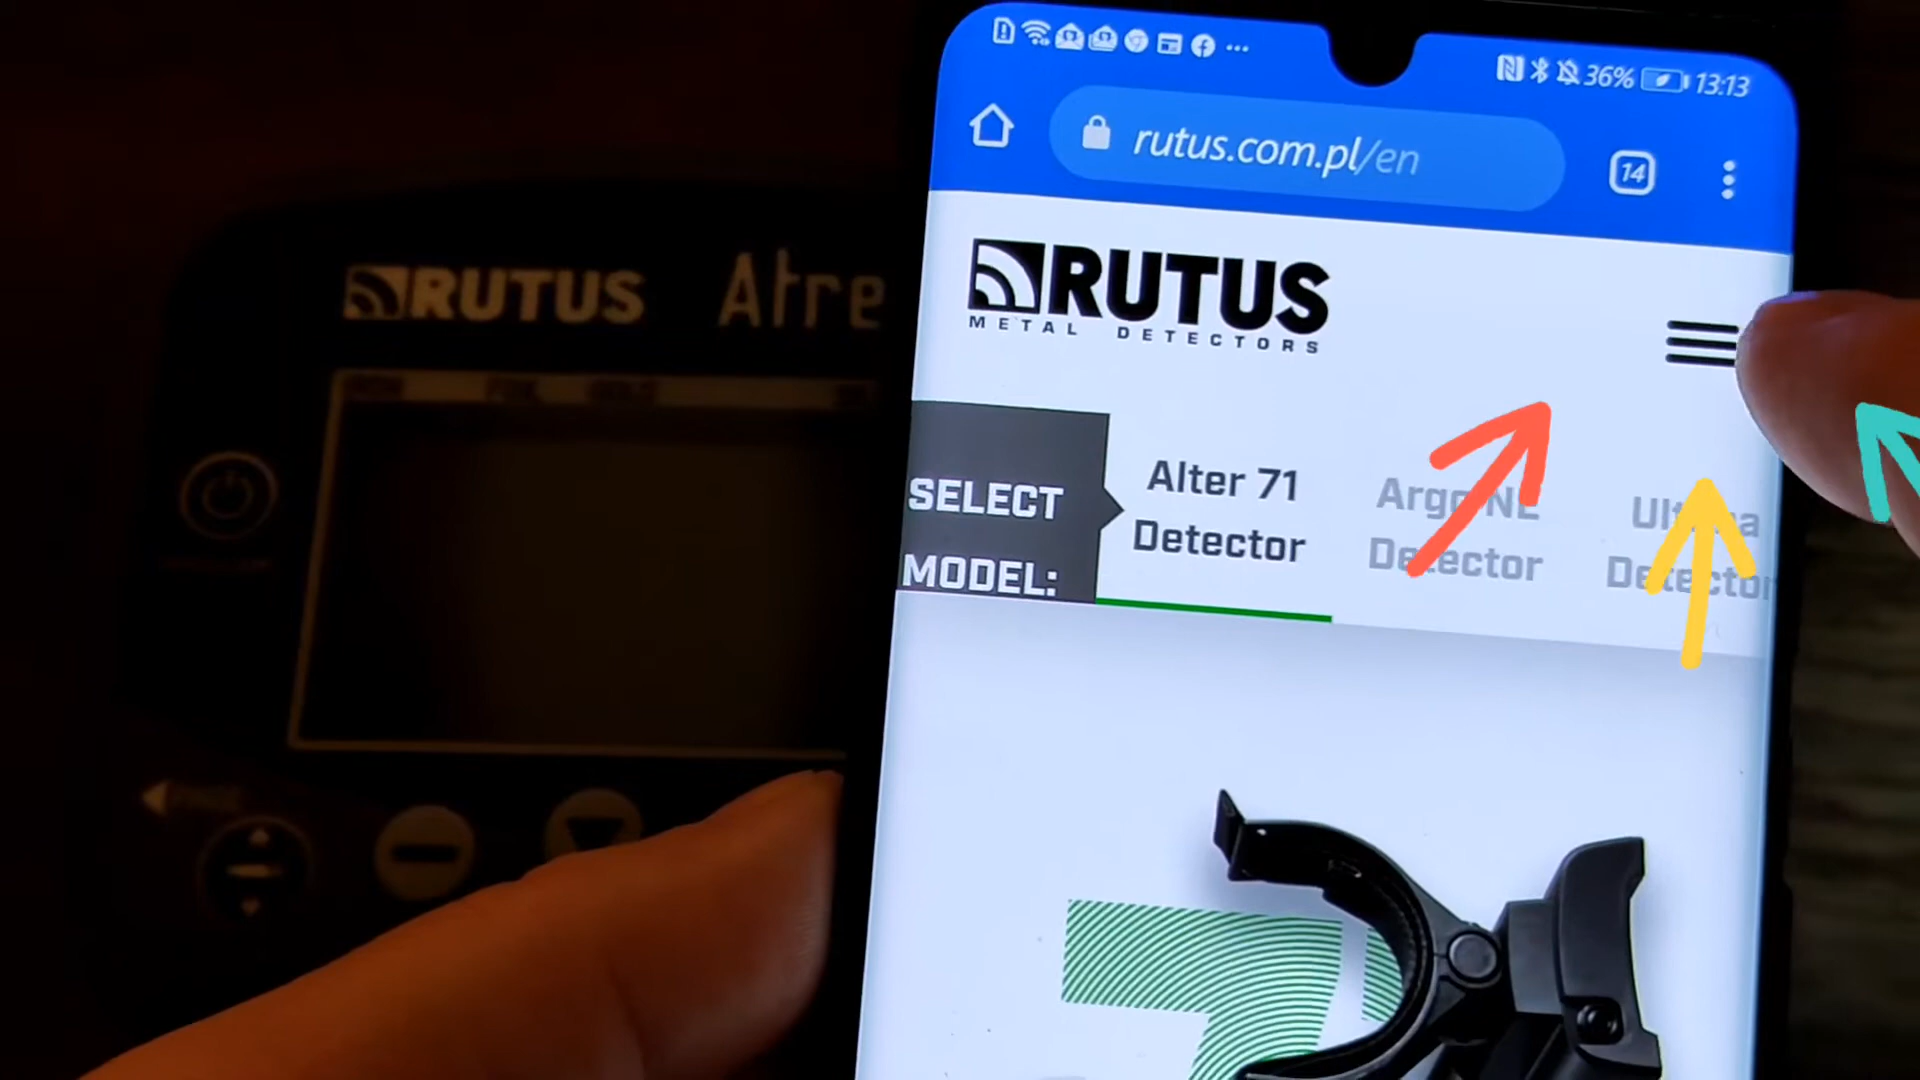 36% 13:13
rutus.com.pl/en
14
RUTUS
METAL DETECTORS
SELECT
MODEL:
Alter 71
Detector
Argo NE
Detector
Ultima
Detector
RUTUS Atre